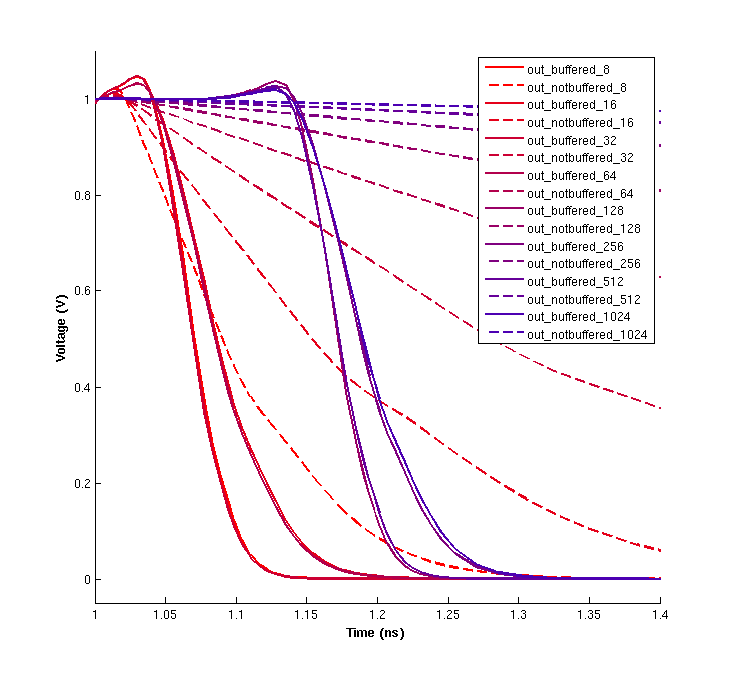 out_buffered_8
out_notbuffered_8
out_buffered_16
out_notbuffered_16
out_buffered_32
out_notbuffered_32
out_buffered_64
out_notbuffered_64
out_buffered_128
out_notbuffered_128
out_buffered_256
out_notbuffered_256
out_buffered_512
out_notbuffered_512
out_buffered_1024
out_notbuffered_1024
1
0.8
0.6
0.4
0.2
0
Voltage (V)
1 1.05 1.1 1.15 1.2 1.25 1.3 1.35 1.4
Time (ns)